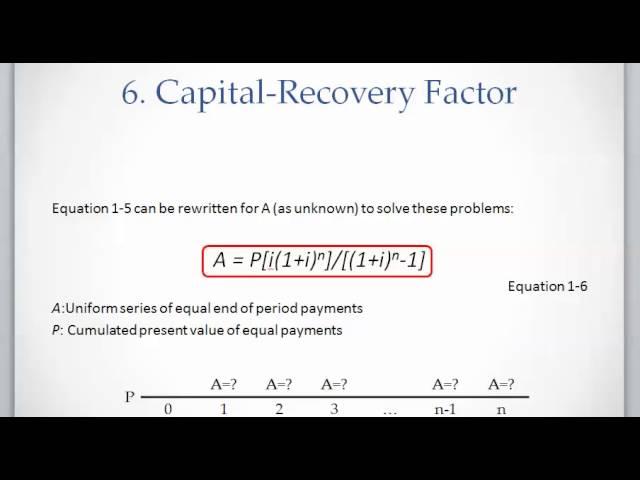 6. Capital-Recovery Factor
Equation 1-5 can be rewritten for A (as unknown) to solve these problems:
A = P[i(1+i)ⁿ]/[(1+i)ⁿ-1]
Equation 1-6
A:Uniform series of equal end of period payments
P: Cumulated present value of equal payments
A=? A=? A=? A=? A=?
P
0 1 2 3 ... n-1 n